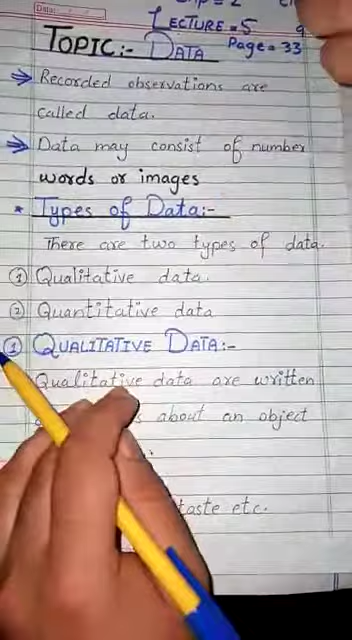 LECTURE = 5
TOPIC:- DATA Page = 33
Recorded observations are
called data.
Data may consist of number
words or images
* Types of Data:-
There are two types of data.
① Qualitative data.
② Quantitative data
① QUALITATIVE DATA:-
Qualitative data are written
about an object
taste etc.